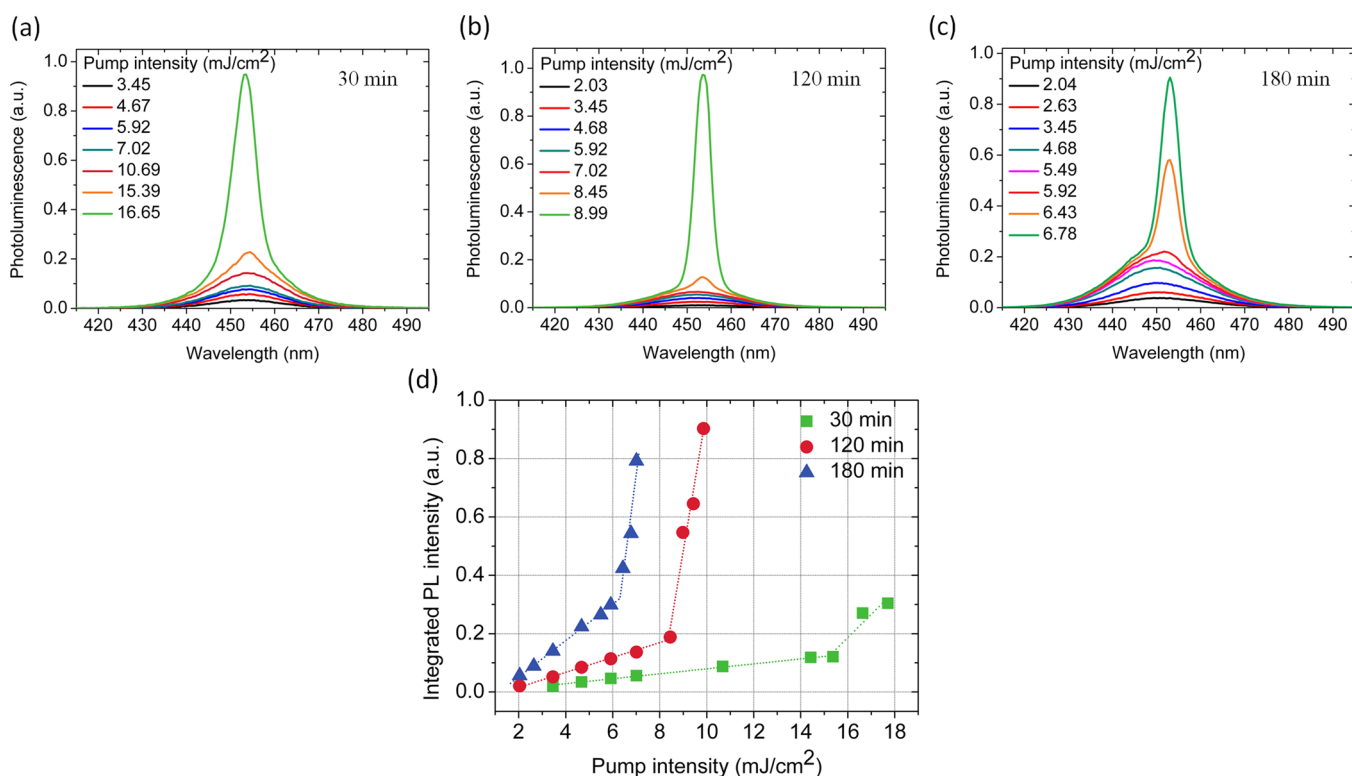 (a)
Pump intensity (mJ/cm²)
30 min
3.45
4.67
5.92
7.02
10.69
15.39
16.65
Photoluminescence (a.u.)
1.0
0.8
0.6
0.4
0.2
0.0
420 430 440 450 460 470 480 490
Wavelength (nm)
(b)
Pump intensity (mJ/cm²)
120 min
2.03
3.45
4.68
5.92
7.02
8.45
8.99
Photoluminescence (a.u.)
1.0
0.8
0.6
0.4
0.2
0.0
420 430 440 450 460 470 480 490
Wavelength (nm)
(c)
Pump intensity (mJ/cm²)
180 min
2.04
2.63
3.45
4.68
5.49
5.92
6.43
6.78
Photoluminescence (a.u.)
1.0
0.8
0.6
0.4
0.2
0.0
420 430 440 450 460 470 480 490
Wavelength (nm)
(d)
30 min
120 min
180 min
Integrated PL intensity (a.u.)
1.0
0.8
0.6
0.4
0.2
0.0
2 4 6 8 10 12 14 16 18
Pump intensity (mJ/cm²)